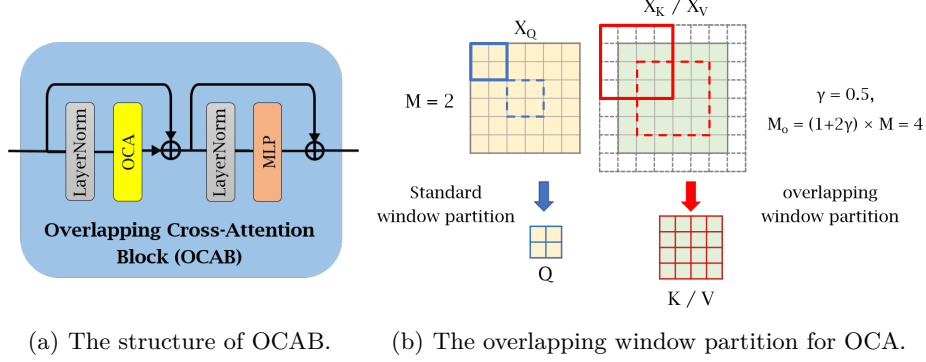 LayerNorm
OCA
LayerNorm
MLP
Overlapping Cross-Attention
Block (OCAB)
X_Q
M = 2
Standard
window partition
Q
X_K / X_V
γ = 0.5,
M_o = (1+2γ) × M = 4
overlapping
window partition
K / V
(a) The structure of OCAB.
(b) The overlapping window partition for OCA.